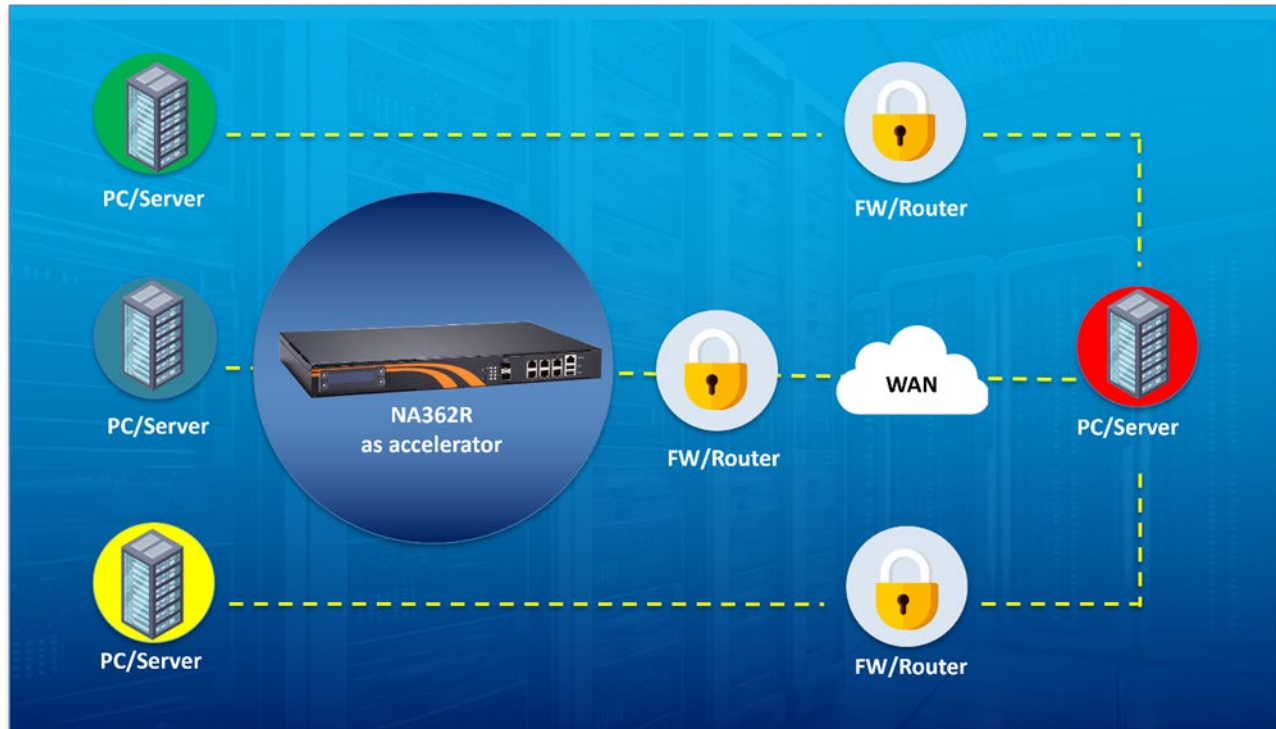 PC/Server
FW/Router
PC/Server
NA362R
as accelerator
FW/Router
WAN
PC/Server
PC/Server
FW/Router